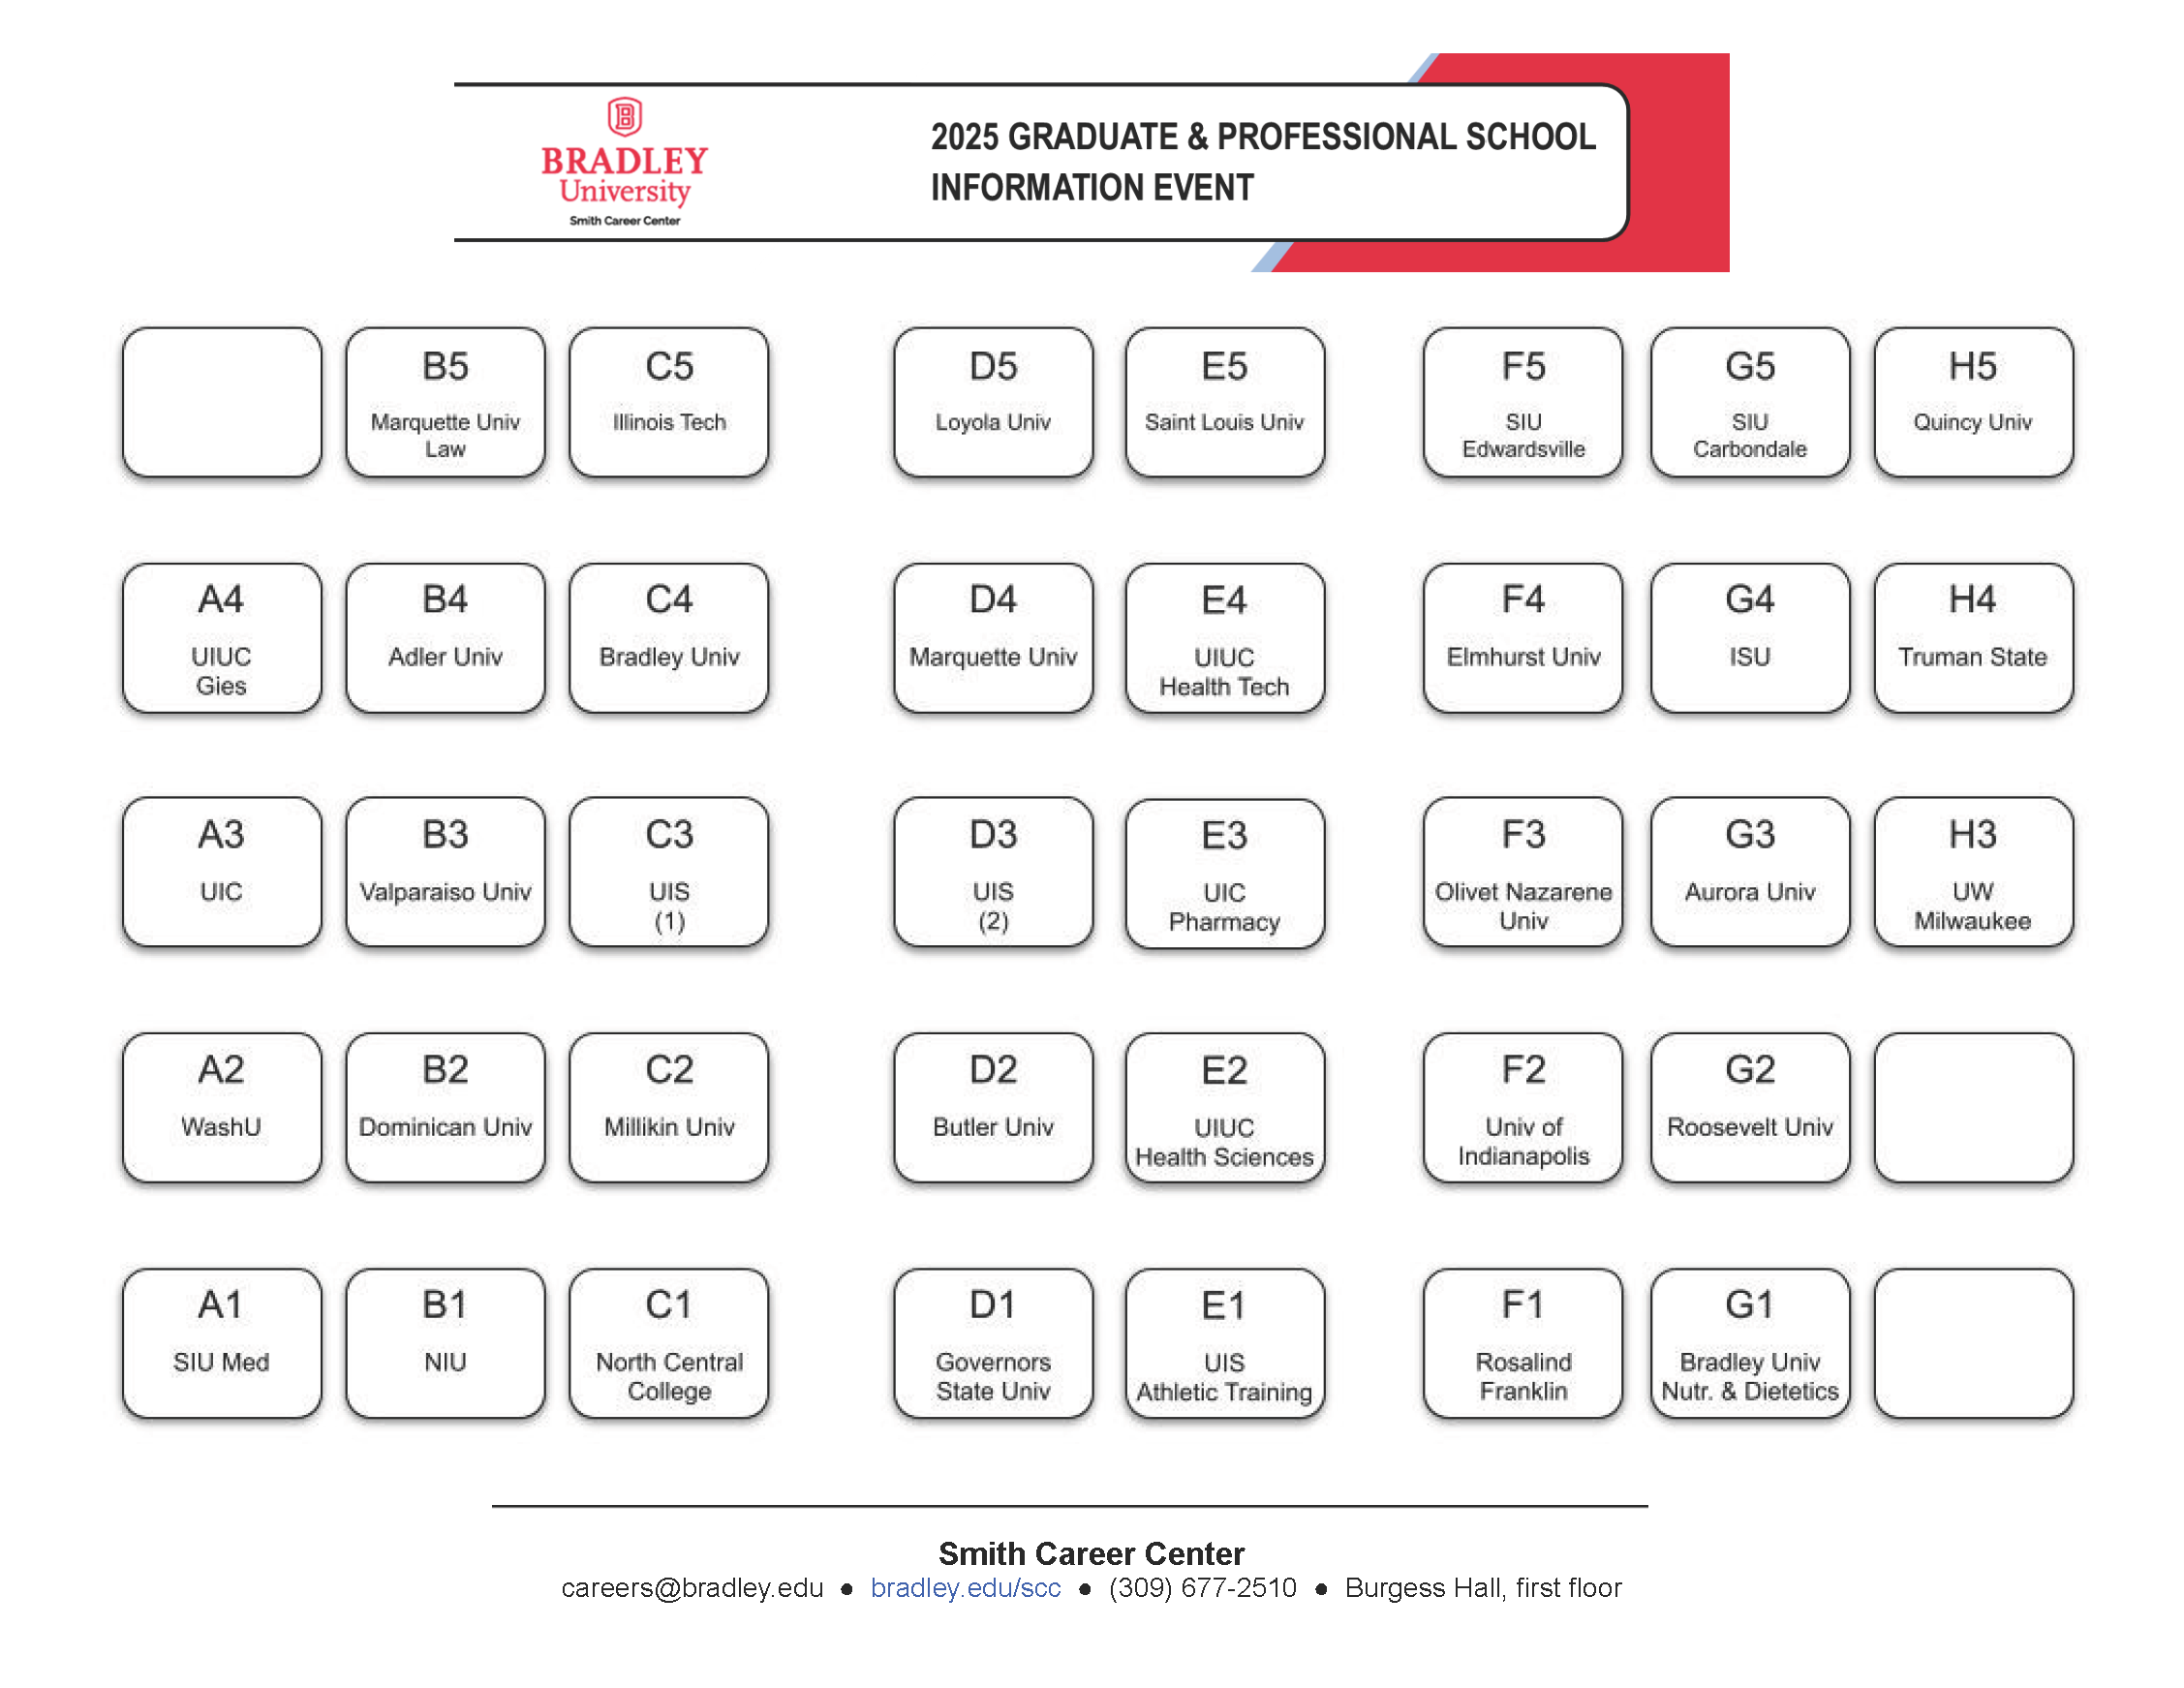 BRADLEY
University
Smith Career Center
2025 GRADUATE & PROFESSIONAL SCHOOL
INFORMATION EVENT
B5
Marquette Univ
Law
C5
Illinois Tech
D5
Loyola Univ
E5
Saint Louis Univ
F5
SIU
Edwardsville
G5
SIU
Carbondale
H5
Quincy Univ
A4
UIUC
Gies
B4
Adler Univ
C4
Bradley Univ
D4
Marquette Univ
E4
UIUC
Health Tech
F4
Elmhurst Univ
G4
ISU
H4
Truman State
A3
UIC
B3
Valparaiso Univ
C3
UIS
(1)
D3
UIS
(2)
E3
UIC
Pharmacy
F3
Olivet Nazarene
Univ
G3
Aurora Univ
H3
UW
Milwaukee
A2
WashU
B2
Dominican Univ
C2
Millikin Univ
D2
Butler Univ
E2
UIUC
Health Sciences
F2
Univ of
Indianapolis
G2
Roosevelt Univ
A1
SIU Med
B1
NIU
C1
North Central
College
D1
Governors
State Univ
E1
UIS
Athletic Training
F1
Rosalind
Franklin
G1
Bradley Univ
Nutr. & Dietetics
Smith Career Center
careers@bradley.edu ● bradley.edu/scc ● (309) 677-2510 ● Burgess Hall, first floor